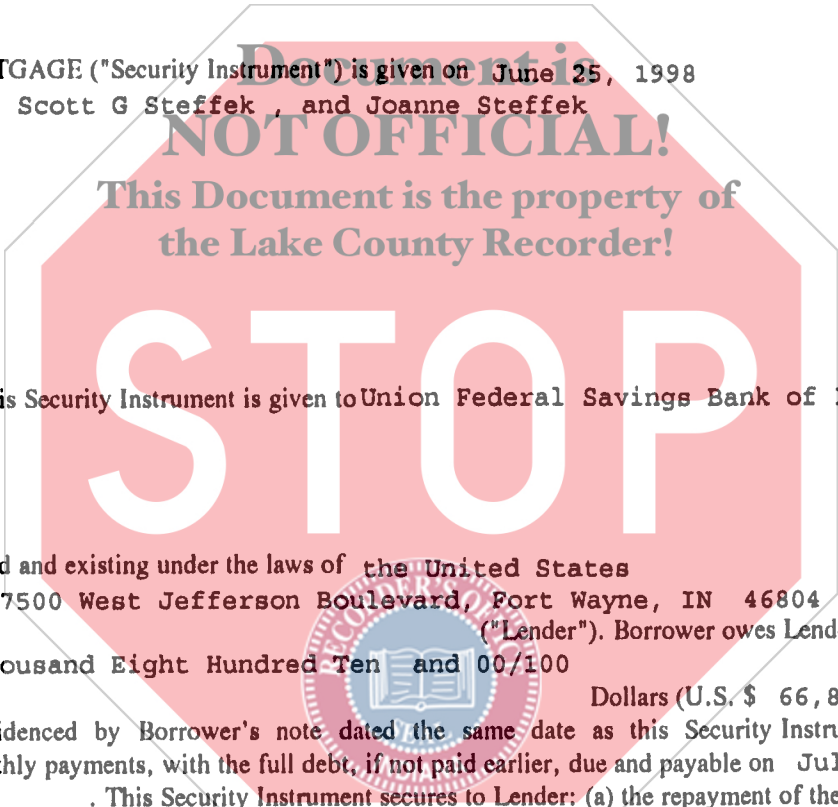 TGAGE ("Security Instrument") is given on June 25, 1998
Scott G Steffek , and Joanne Steffek
Document is
NOT OFFICIAL!
This Document is the property of
the Lake County Recorder!
STOP
is Security Instrument is given to Union Federal Savings Bank of
d and existing under the laws of the United States
7500 West Jefferson Boulevard, Fort Wayne, IN 46804
("Lender"). Borrower owes Lend
ousand Eight Hundred Ten and 00/100
Dollars (U.S. $ 66,8
idenced by Borrower's note dated the same date as this Security Instru
hly payments, with the full debt, if not paid earlier, due and payable on Jul
. This Security Instrument secures to Lender: (a) the repayment of the
RECORDER'S OFFIC